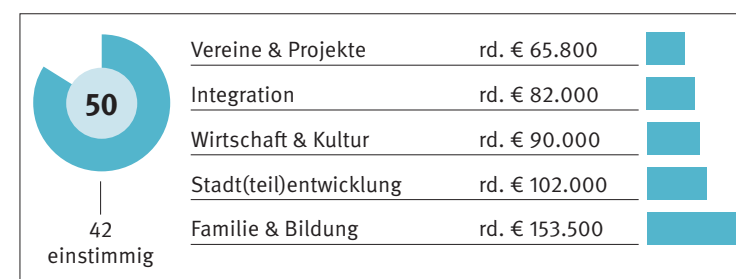 50
42
einstimmig
Vereine & Projekte rd. € 65.800
Integration rd. € 82.000
Wirtschaft & Kultur rd. € 90.000
Stadt(teil)entwicklung rd. € 102.000
Familie & Bildung rd. € 153.500